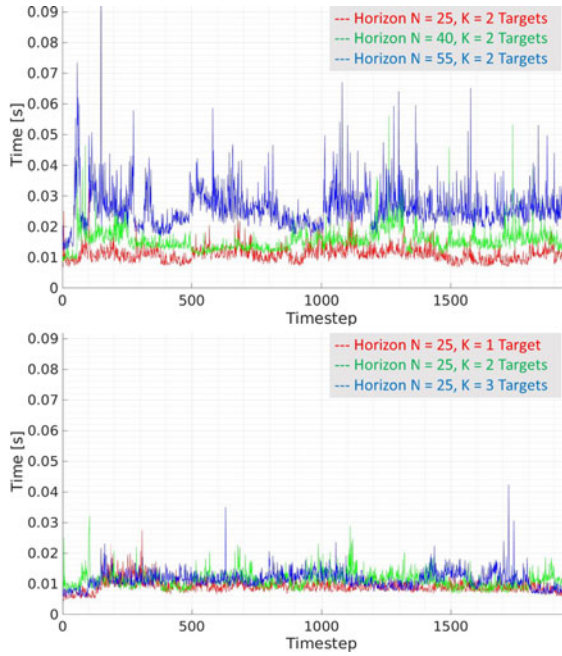 0.09
0.08
0.07
0.06
0.05
0.04
0.03
0.02
0.01
0
Time [s]
--- Horizon N = 25, K = 2 Targets
--- Horizon N = 40, K = 2 Targets
--- Horizon N = 55, K = 2 Targets
0 500 1000 1500
Timestep
0.09
0.08
0.07
0.06
0.05
0.04
0.03
0.02
0.01
0
Time [s]
--- Horizon N = 25, K = 1 Target
--- Horizon N = 25, K = 2 Targets
--- Horizon N = 25, K = 3 Targets
0 500 1000 1500
Timestep